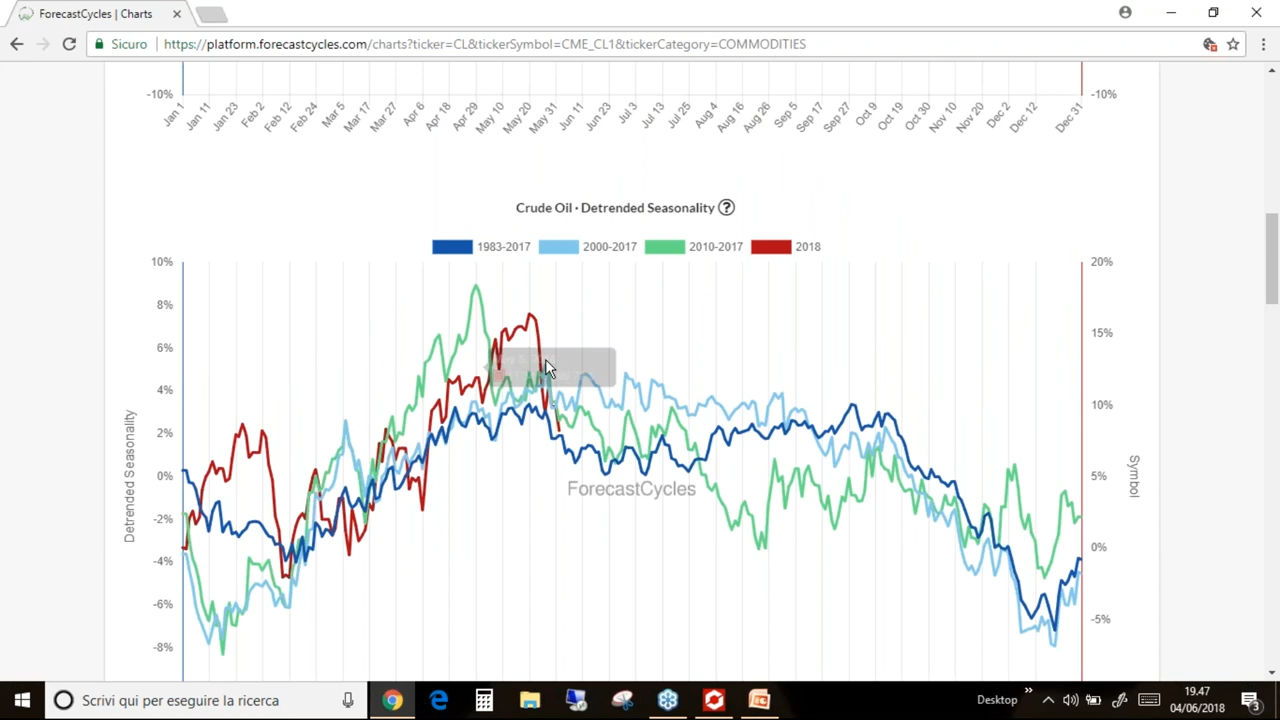 ForecastCycles | Charts
Sicuro | https://platform.forecastcycles.com/charts?ticker=CL&tickerSymbol=CME_CL1&tickerCategory=COMMODITIES
-10% -10%
Jan 1 Jan 11 Jan 23 Feb 2 Feb 12 Feb 24 Mar 5 Mar 17 Mar 27 Apr 6 Apr 18 Apr 29 May 10 May 20 May 31 Jun 11 Jun 23 Jul 3 Jul 13 Jul 25 Aug 4 Aug 16 Aug 26 Sep 5 Sep 17 Sep 27 Oct 9 Oct 19 Oct 30 Nov 10 Nov 20 Dec 2 Dec 12 Dec 31
Crude Oil · Detrended Seasonality ?
1983-2017 2000-2017 2010-2017 2018
10% 20%
8%
15%
6%
4%
10%
2%
0% 5%
Detrended Seasonality
Symbol
ForecastCycles
-2%
0%
-4%
-6%
-5%
-8%
Scrivi qui per eseguire la ricerca
Desktop
19.47
04/06/2018
3